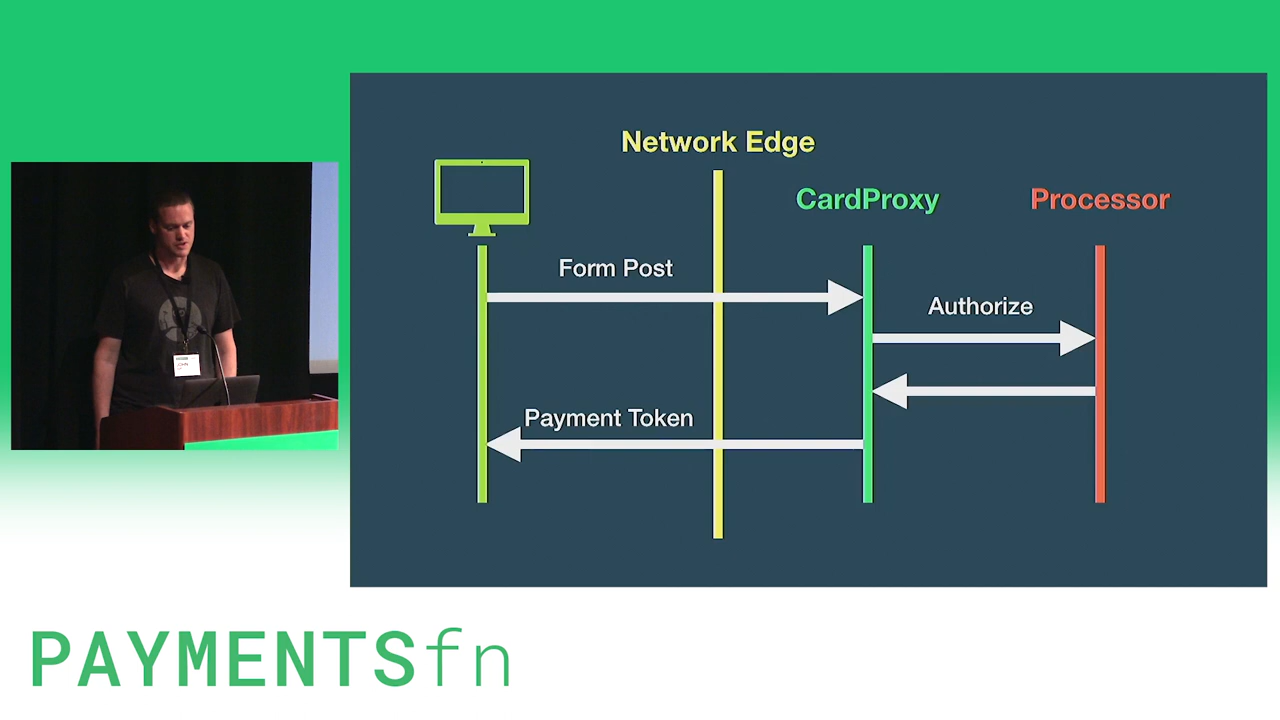 Network Edge
CardProxy
Processor
Form Post
Authorize
Payment Token
PAYMENTSfn